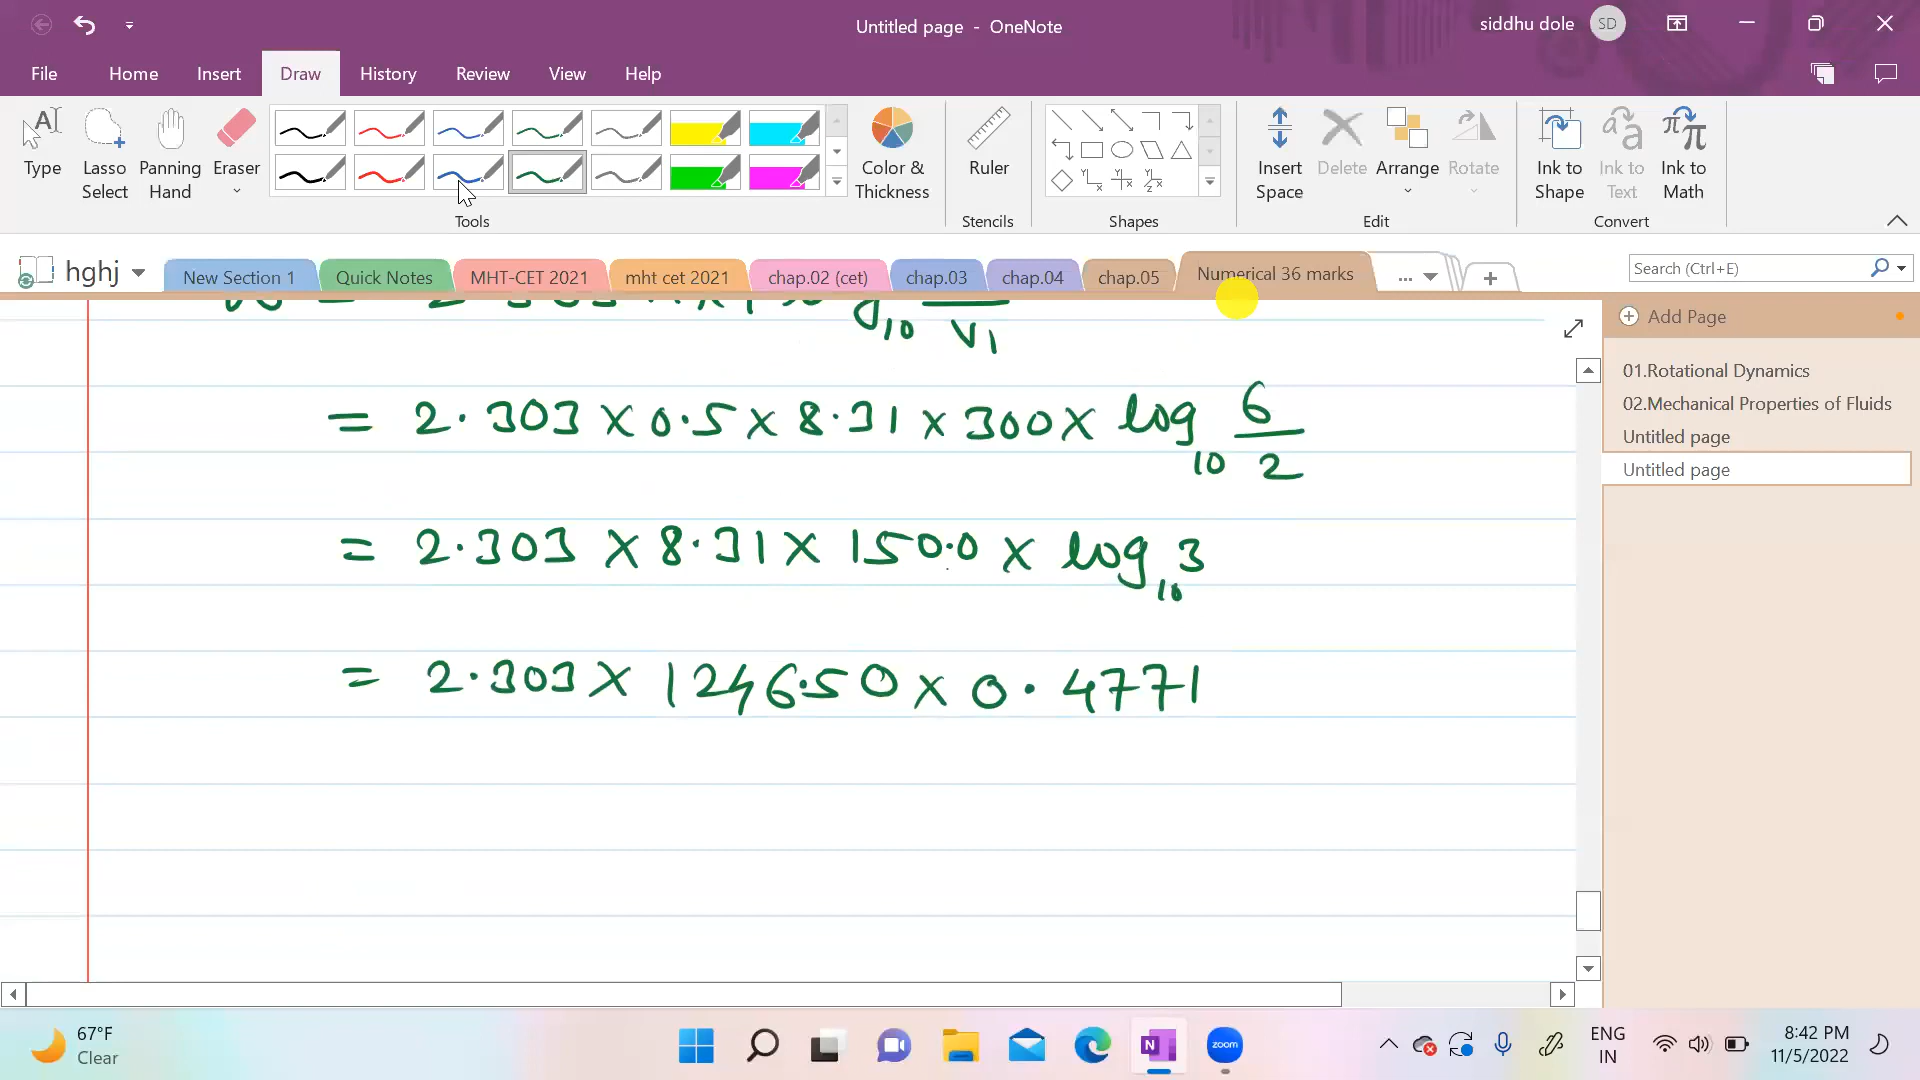 Untitled page - OneNote
siddhu dole SD
File Home Insert Draw History Review View Help
Type
Lasso Select
Panning Hand
Eraser
Color & Thickness
Ruler
Insert Space
Delete
Arrange
Rotate
Ink to Shape
Ink to Text
Ink to Math
Tools Stencils Shapes Edit Convert
hghj New Section 1 Quick Notes MHT-CET 2021 mht cet 2021 chap.02 (cet) chap.03 chap.04 chap.05 Numerical 36 marks ... Search (Ctrl+E)
Add Page
01.Rotational Dynamics
02.Mechanical Properties of Fluids
Untitled page
Untitled page
10 V1
= 2.303 × 0.5 × 8.31 × 300 × log10 6/2
= 2.303 × 8.31 × 150.0 × log10 3
= 2.303 × 1246.50 × 0.4771
67°F
Clear
zoom
ENG
IN
8:42 PM
11/5/2022